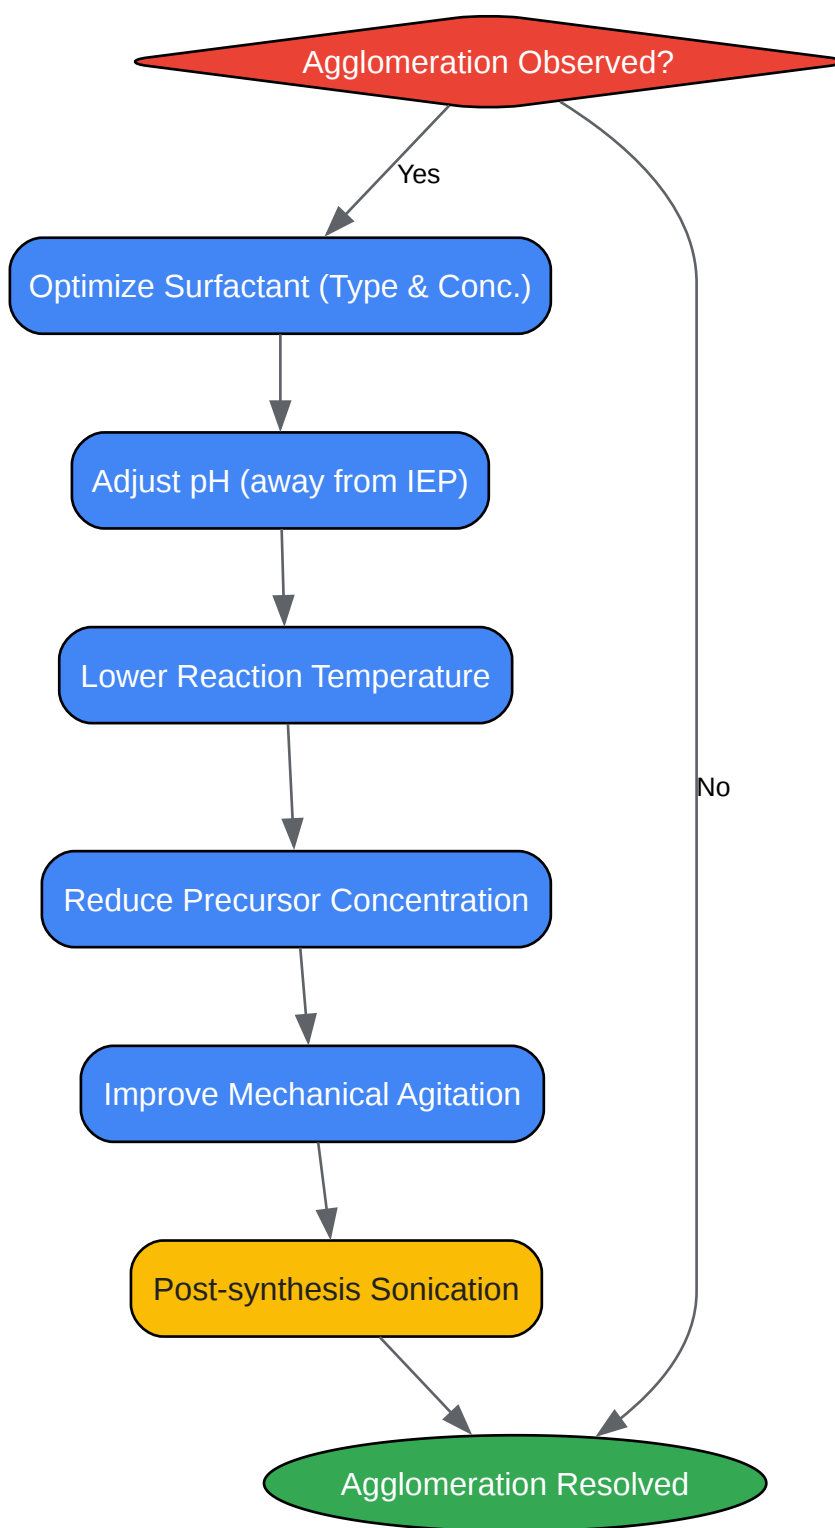 Agglomeration Observed?
Yes
Optimize Surfactant (Type & Conc.)
Adjust pH (away from IEP)
Lower Reaction Temperature
No
Reduce Precursor Concentration
Improve Mechanical Agitation
Post-synthesis Sonication
Agglomeration Resolved